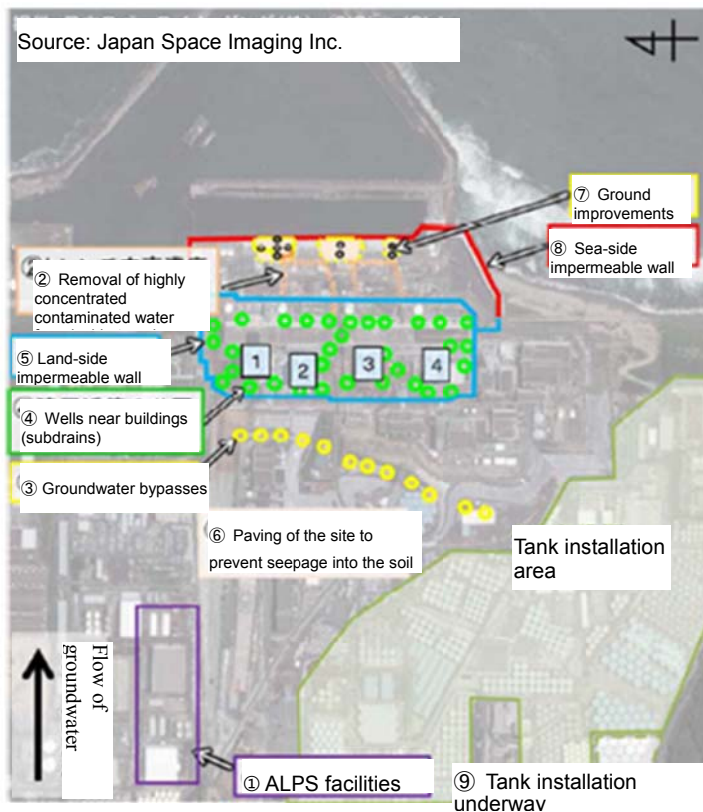 Source: Japan Space Imaging Inc.
⑦ Ground
improvements
⑧ Sea-side
impermeable wall
② Removal of highly
concentrated
contaminated water
⑤ Land-side
impermeable wall
1
2
3
4
④ Wells near buildings
(subdrains)
③ Groundwater bypasses
⑥ Paving of the site to
prevent seepage into the soil
Tank installation
area
Flow of
groundwater
① ALPS facilities
⑨ Tank installation
underway